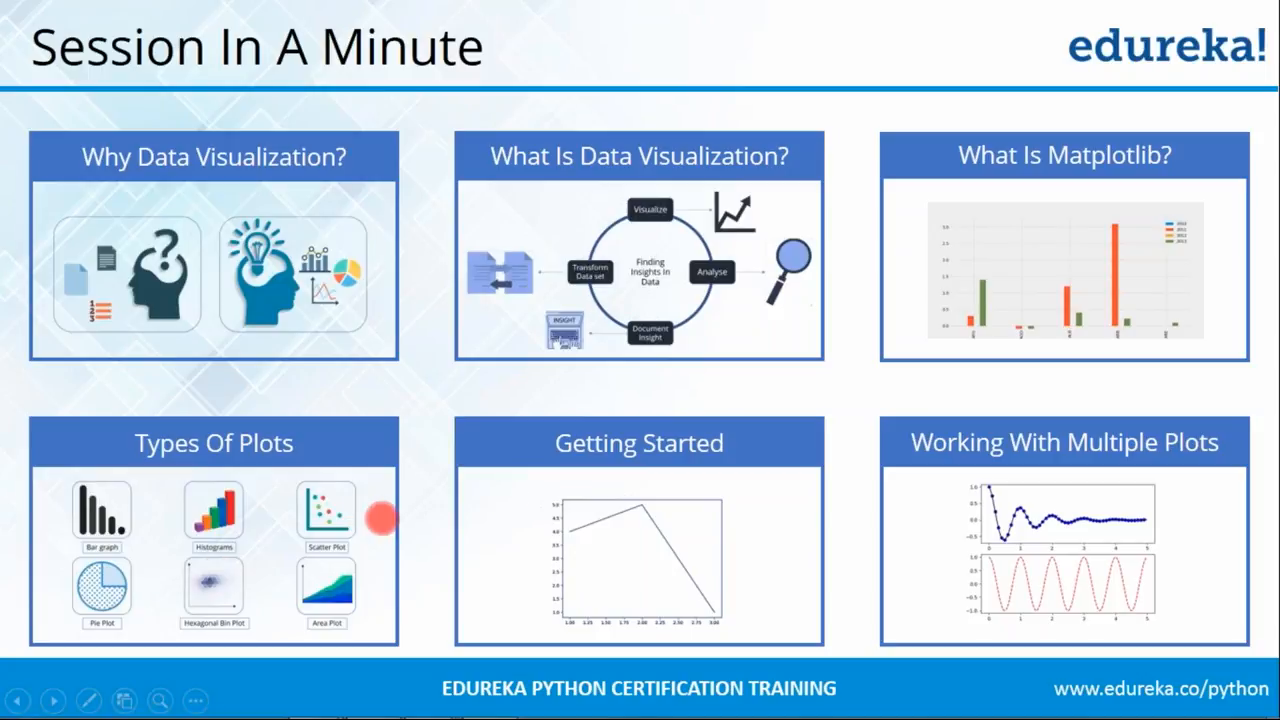 Session In A Minute
edureka!
Why Data Visualization?
What Is Data Visualization?
Visualize
Transform
Data set
Finding
Insights In
Data
Analyse
INSIGHT
Document
Insight
What Is Matplotlib?
Types Of Plots
Bar graph
Histograms
Scatter Plot
Pie Plot
Hexagonal Bin Plot
Area Plot
Getting Started
5.0
4.5
4.0
3.5
3.0
2.5
2.0
1.5
1.0
1.00 1.25 1.50 1.75 2.00 2.25 2.50 2.75 3.00
Working With Multiple Plots
1.0
0.5
0.0
−0.5
0 1 2 3 4 5
1.0
0.5
0.0
−0.5
−1.0
0 1 2 3 4 5
EDUREKA PYTHON CERTIFICATION TRAINING
www.edureka.co/python